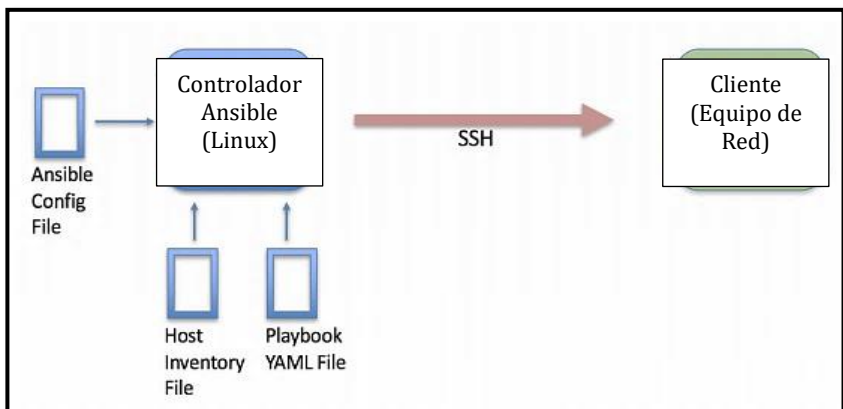 Controlador
Ansible
(Linux)
Cliente
(Equipo de
Red)
SSH
Ansible
Config
File
Host
Inventory
File
Playbook
YAML File